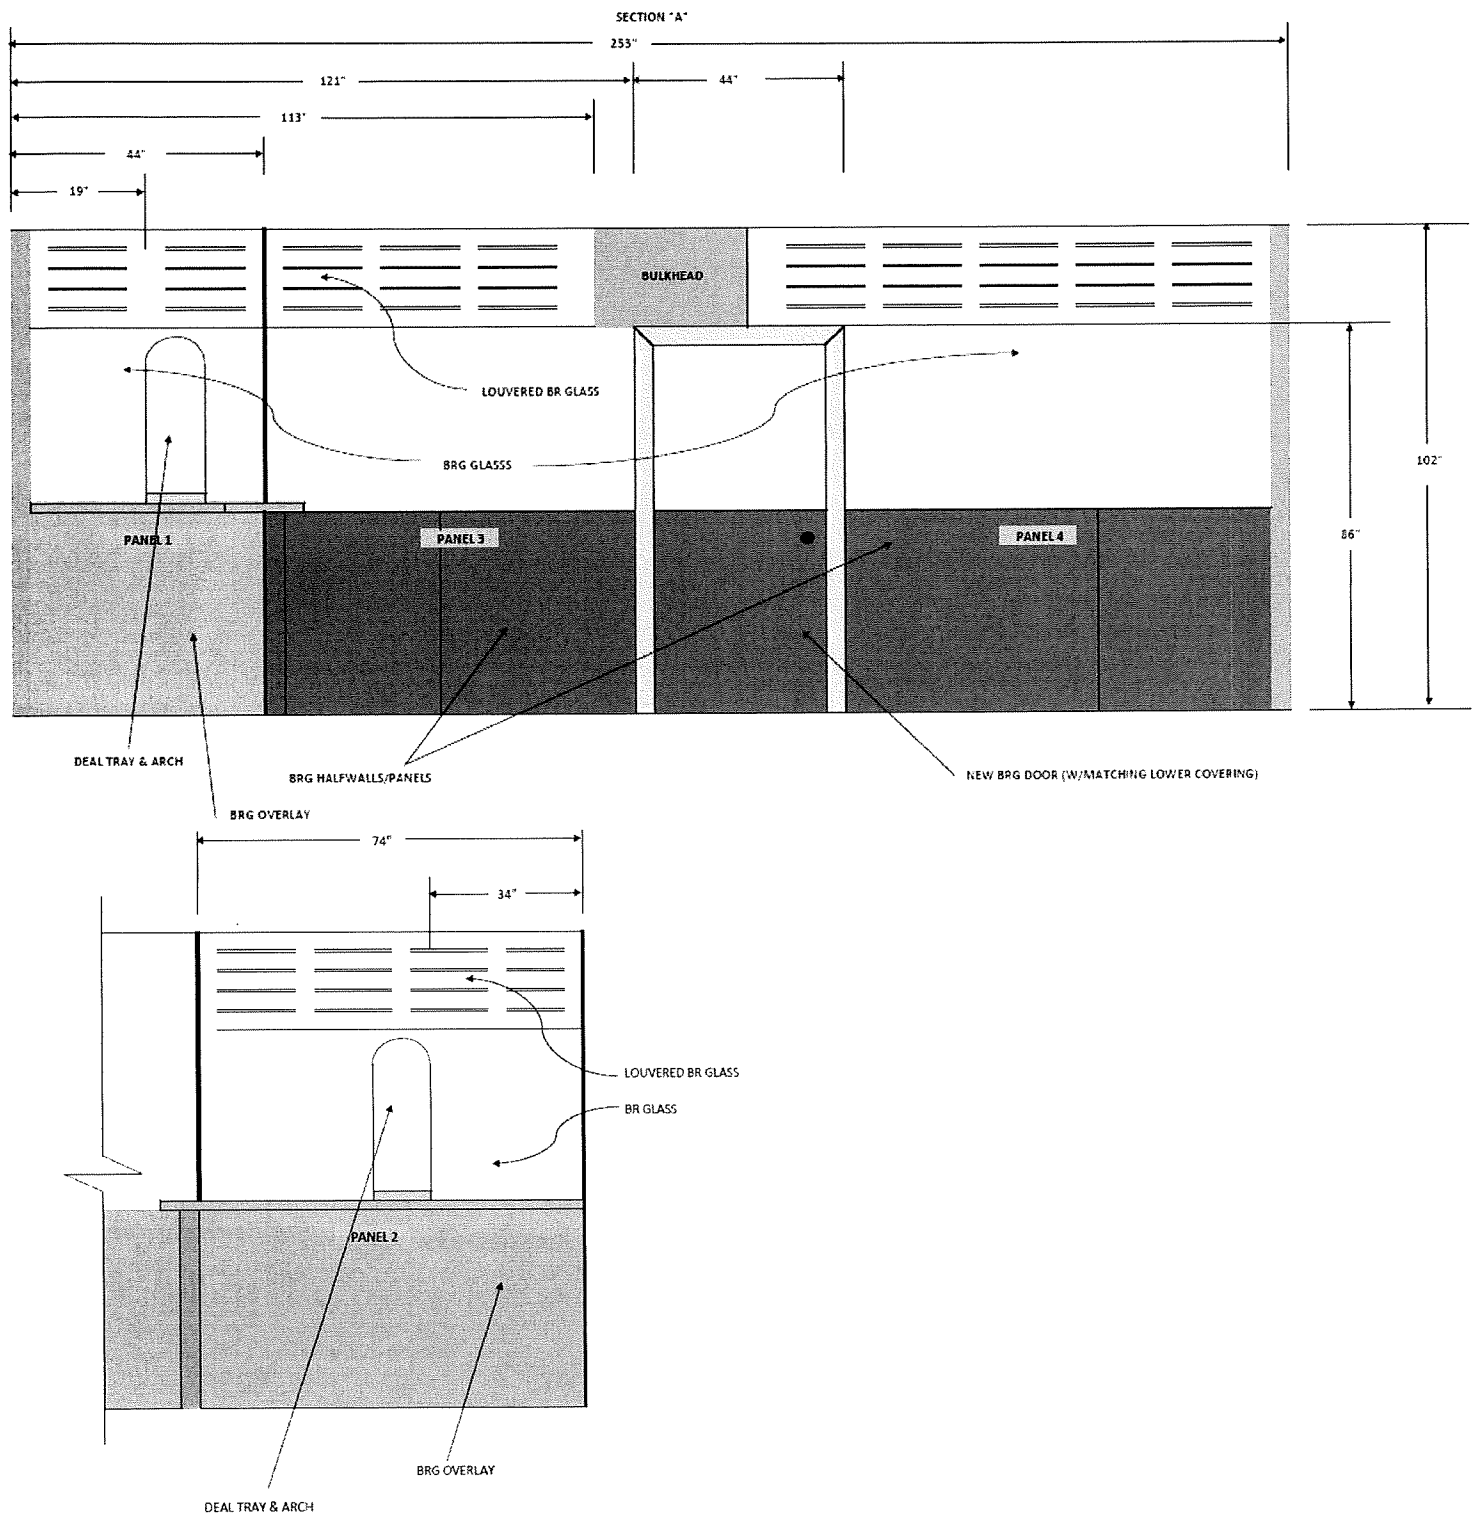 SECTION "A"
253"
121"
44"
113"
44"
19"
BULKHEAD
LOUVERED BR GLASS
BRG GLASSS
102"
86"
PANEL 1
PANEL 3
PANEL 4
DEAL TRAY & ARCH
BRG HALFWALLS/PANELS
NEW BRG DOOR (W/MATCHING LOWER COVERING)
BRG OVERLAY
74"
34"
LOUVERED BR GLASS
BR GLASS
PANEL 2
BRG OVERLAY
DEAL TRAY & ARCH